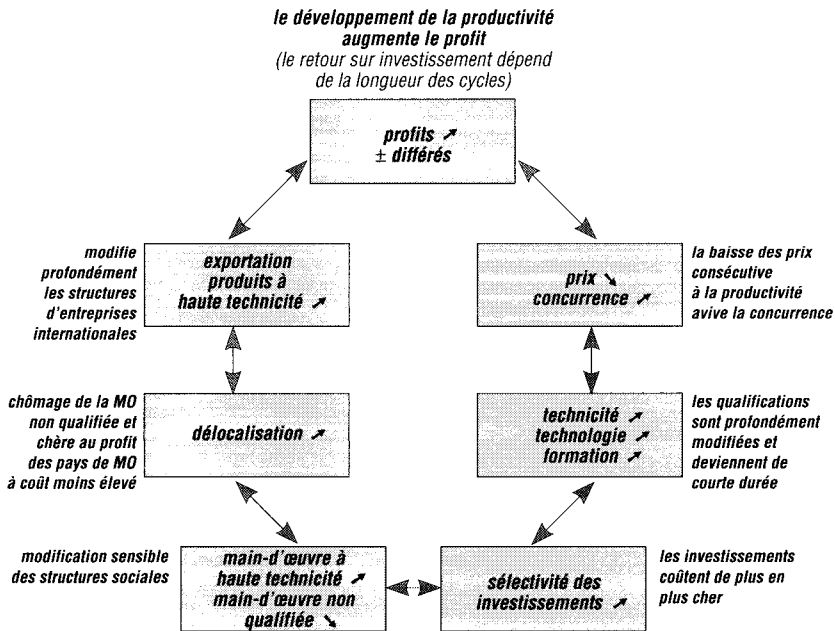 le développement de la productivité
augmente le profit
(le retour sur investissement dépend
de la longueur des cycles)
profits ↗
± différés
modifie
profondément
les structures
d'entreprises
internationales
exportation
produits à
haute technicité ↗
prix ↘
concurrence ↗
la baisse des prix
consécutive
à la productivité
avive la concurrence
chômage de la MO
non qualifiée et
chère au profit
des pays de MO
à coût moins élevé
délocalisation ↗
technicité ↗
technologie ↗
formation ↗
les qualifications
sont profondément
modifiées et
deviennent de
courte durée
modification sensible
des structures sociales
main-d'œuvre à
haute technicité ↗
main-d'œuvre non
qualifiée ↘
sélectivité des
investissements ↗
les investissements
coûtent de plus en
plus cher